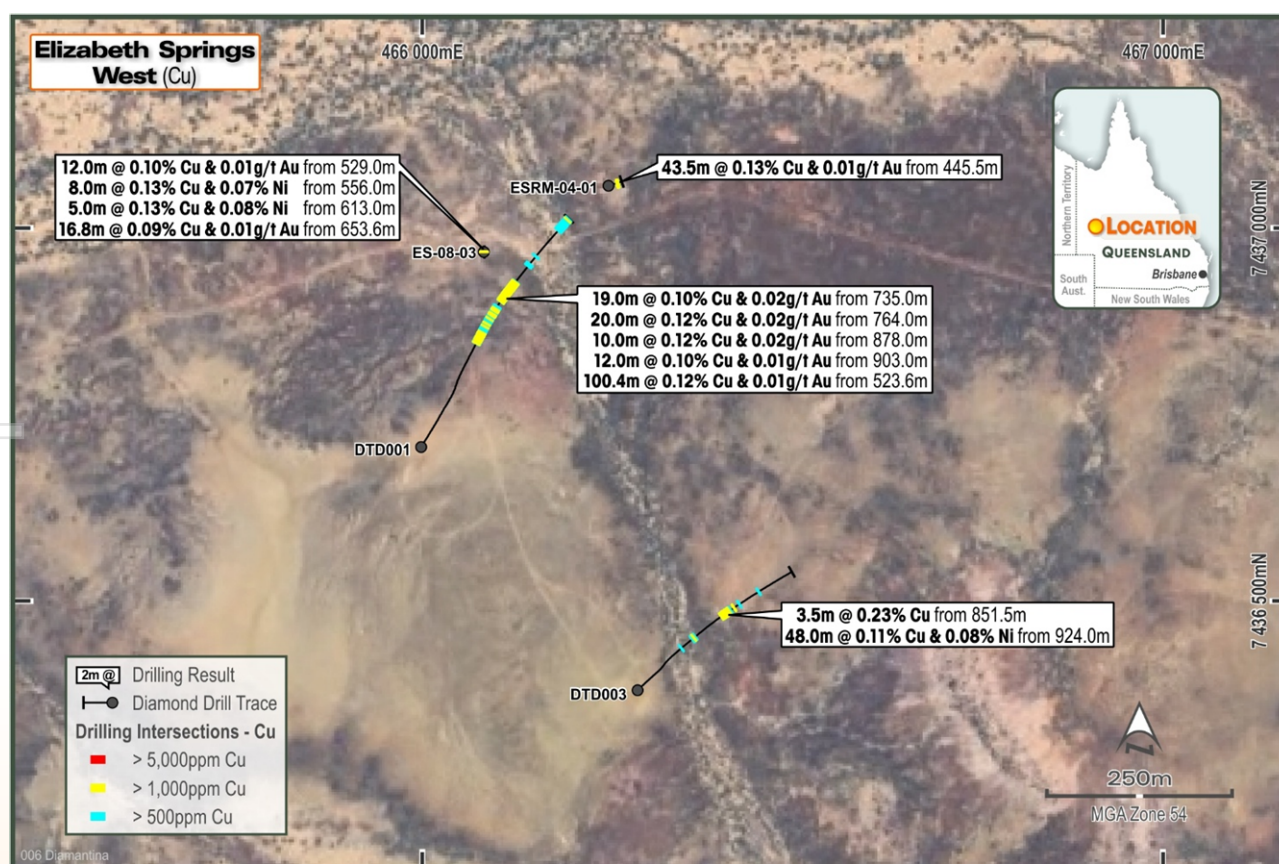 Elizabeth Springs
West (Cu)
466 000mE
467 000mE
12.0m @ 0.10% Cu & 0.01g/t Au from 529.0m
8.0m @ 0.13% Cu & 0.07% Ni from 556.0m
5.0m @ 0.13% Cu & 0.08% Ni from 613.0m
16.8m @ 0.09% Cu & 0.01g/t Au from 653.6m
43.5m @ 0.13% Cu & 0.01g/t Au from 445.5m
ESRM-04-01
ES-08-03
Northern Territory
LOCATION
QUEENSLAND
Brisbane
South
Aust.
New South Wales
7 437 000mN
19.0m @ 0.10% Cu & 0.02g/t Au from 735.0m
20.0m @ 0.12% Cu & 0.02g/t Au from 764.0m
10.0m @ 0.12% Cu & 0.02g/t Au from 878.0m
12.0m @ 0.10% Cu & 0.01g/t Au from 903.0m
100.4m @ 0.12% Cu & 0.01g/t Au from 523.6m
DTD001
7 436 500mN
3.5m @ 0.23% Cu from 851.5m
48.0m @ 0.11% Cu & 0.08% Ni from 924.0m
DTD003
2m @ Drilling Result
Diamond Drill Trace
Drilling Intersections - Cu
> 5,000ppm Cu
> 1,000ppm Cu
> 500ppm Cu
N
250m
MGA Zone 54
006 Diamantina